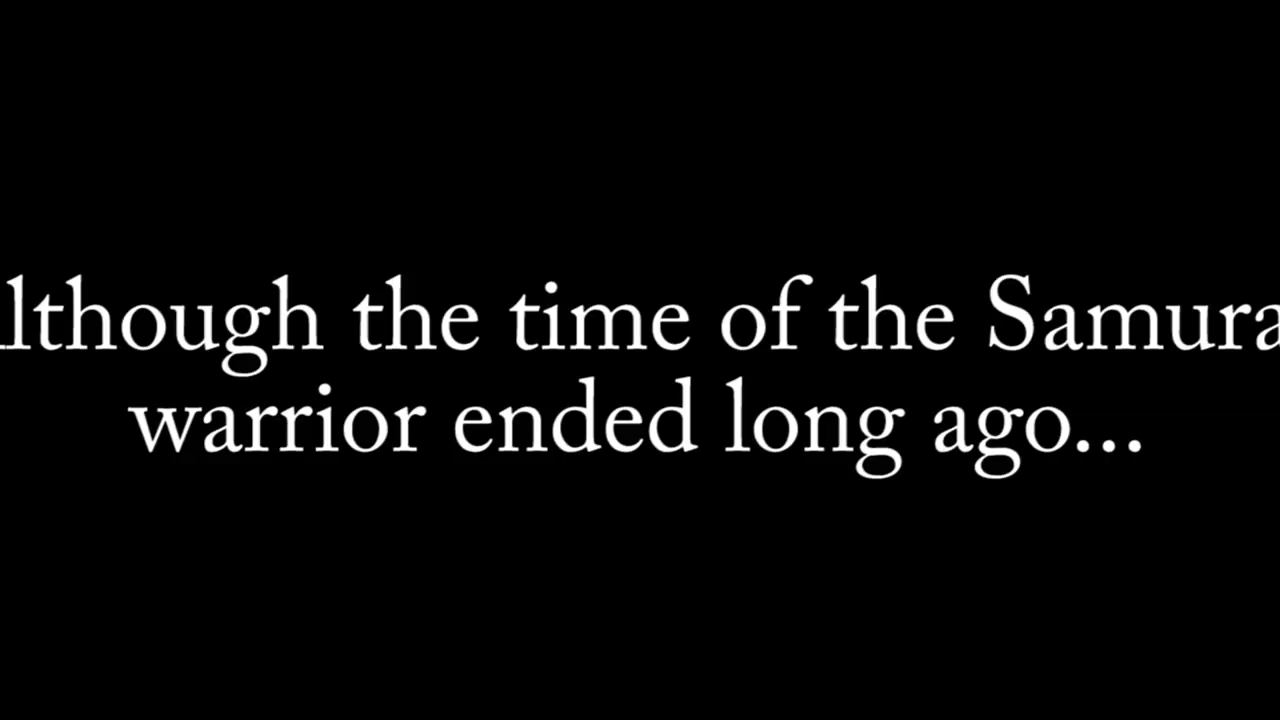 lthough the time of the Samura
warrior ended long ago...